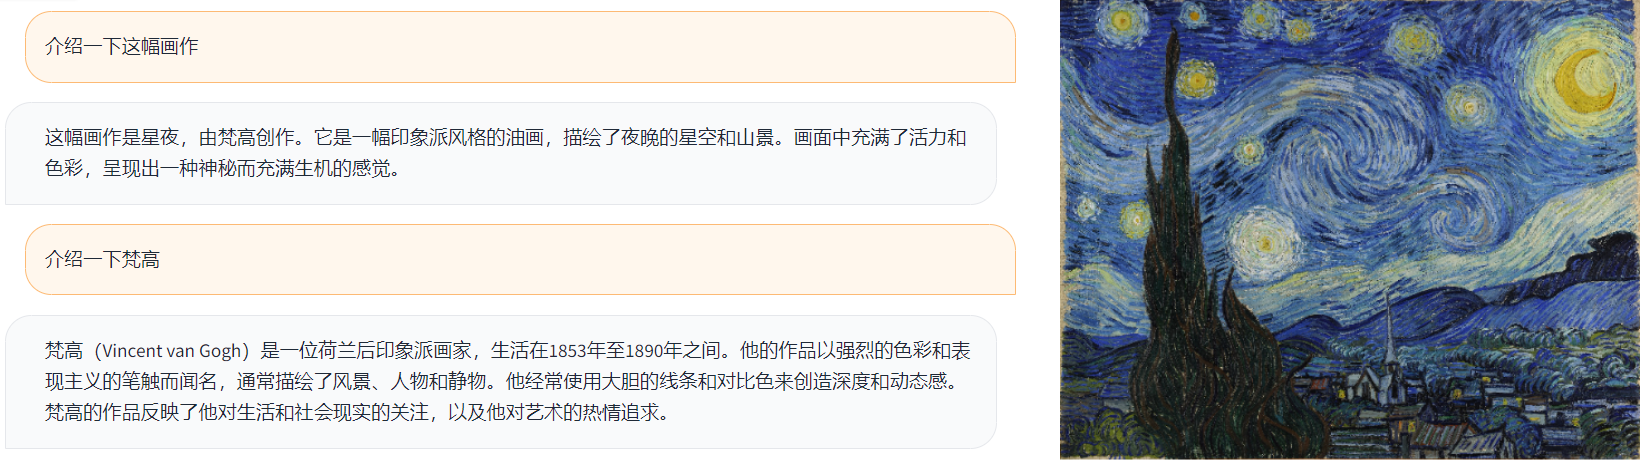 介绍一下这幅画作
这幅画作是星夜，由梵高创作。它是一幅印象派风格的油画，描绘了夜晚的星空和山景。画面中充满了活力和
色彩，呈现出一种神秘而充满生机的感觉。
介绍一下梵高
梵高（Vincent van Gogh）是一位荷兰后印象派画家，生活在1853年至1890年之间。他的作品以强烈的色彩和表
现主义的笔触而闻名，通常描绘了风景、人物和静物。他经常使用大胆的线条和对比色来创造深度和动态感。
梵高的作品反映了他对生活和社会现实的关注，以及他对艺术的热情追求。